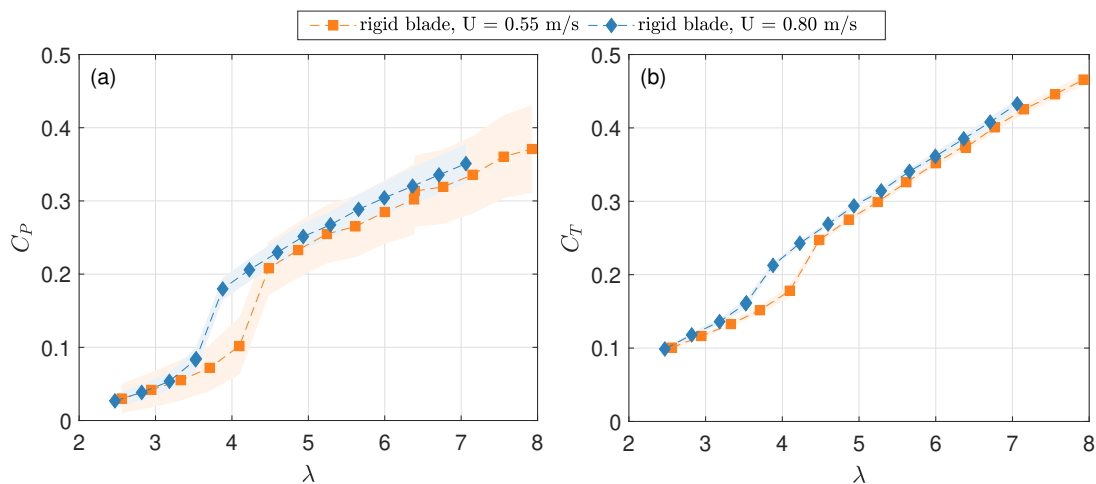 rigid blade, U = 0.55 m/s rigid blade, U = 0.80 m/s
(a)
0.5
0.4
0.3
0.2
0.1
0
C_P
2 3 4 5 6 7 8
λ
(b)
0.5
0.4
0.3
0.2
0.1
0
C_T
2 3 4 5 6 7 8
λ